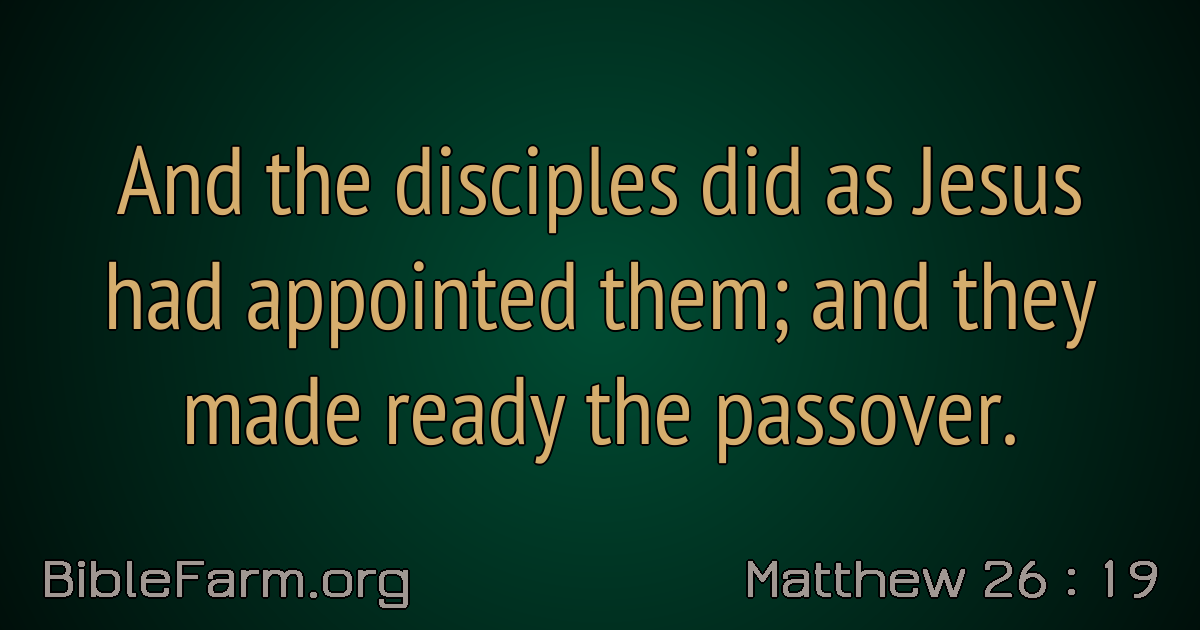 And the disciples did as Jesus
had appointed them; and they
made ready the passover.
BibleFarm.org
Matthew 26 : 19